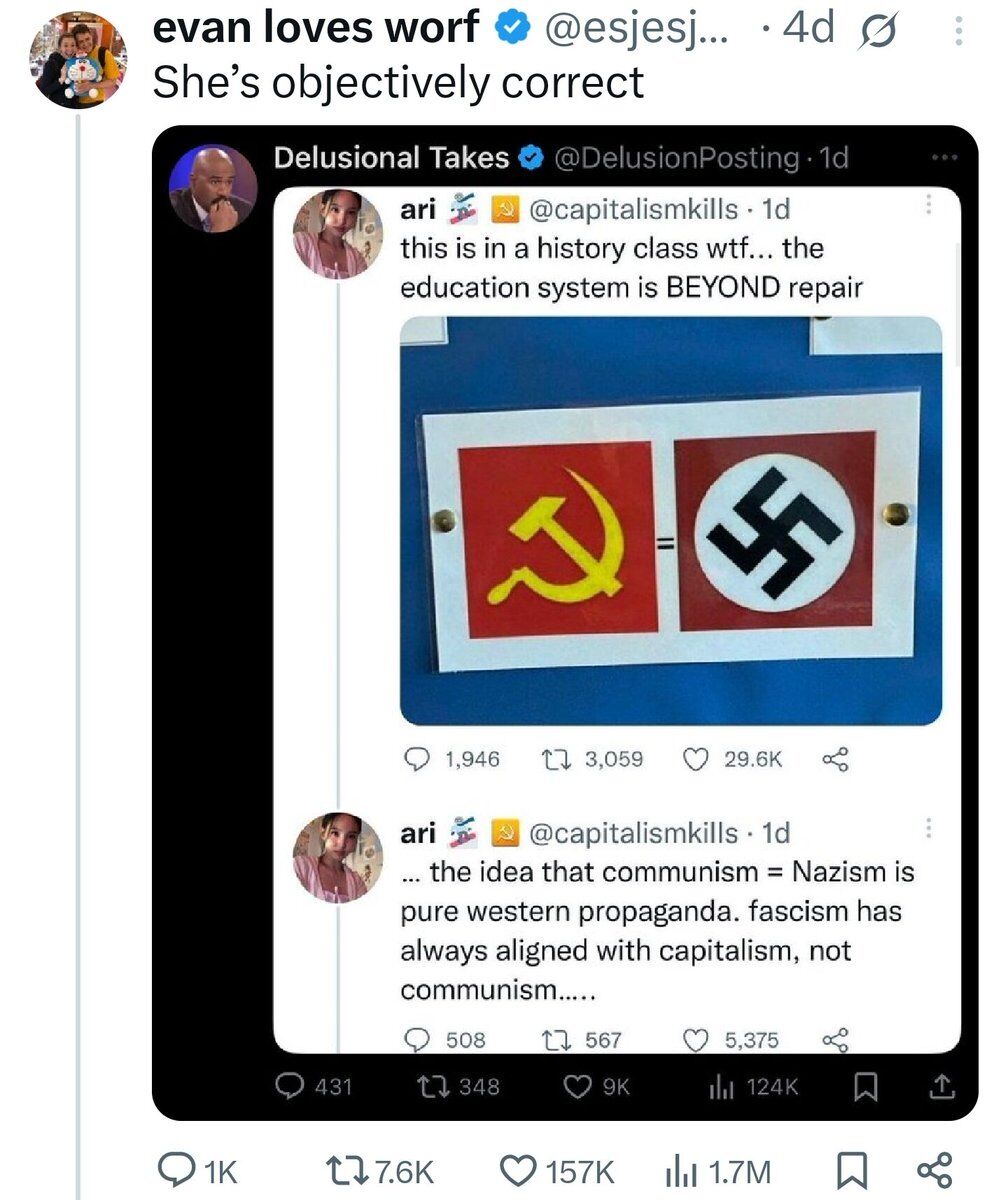 evan loves worf @esjesj... · 4d
She’s objectively correct
Delusional Takes @DelusionPosting · 1d
ari @capitalismkills · 1d
this is in a history class wtf... the
education system is BEYOND repair
=
1,946 3,059 29.6K
ari @capitalismkills · 1d
... the idea that communism = Nazism is
pure western propaganda. fascism has
always aligned with capitalism, not
communism.....
508 567 5,375
431 348 9K 124K
1K 7.6K 157K 1.7M